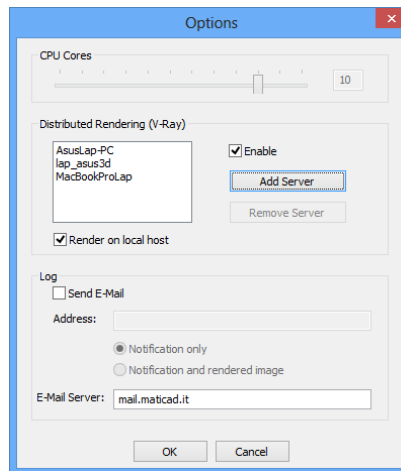 Options
CPU Cores
10
Distributed Rendering (V-Ray)
AsusLap-PC
lap_asus3d
MacBookProLap
Enable
Add Server
Remove Server
Render on local host
Log
Send E-Mail
Address:
Notification only
Notification and rendered image
E-Mail Server: mail.maticad.it
OK Cancel